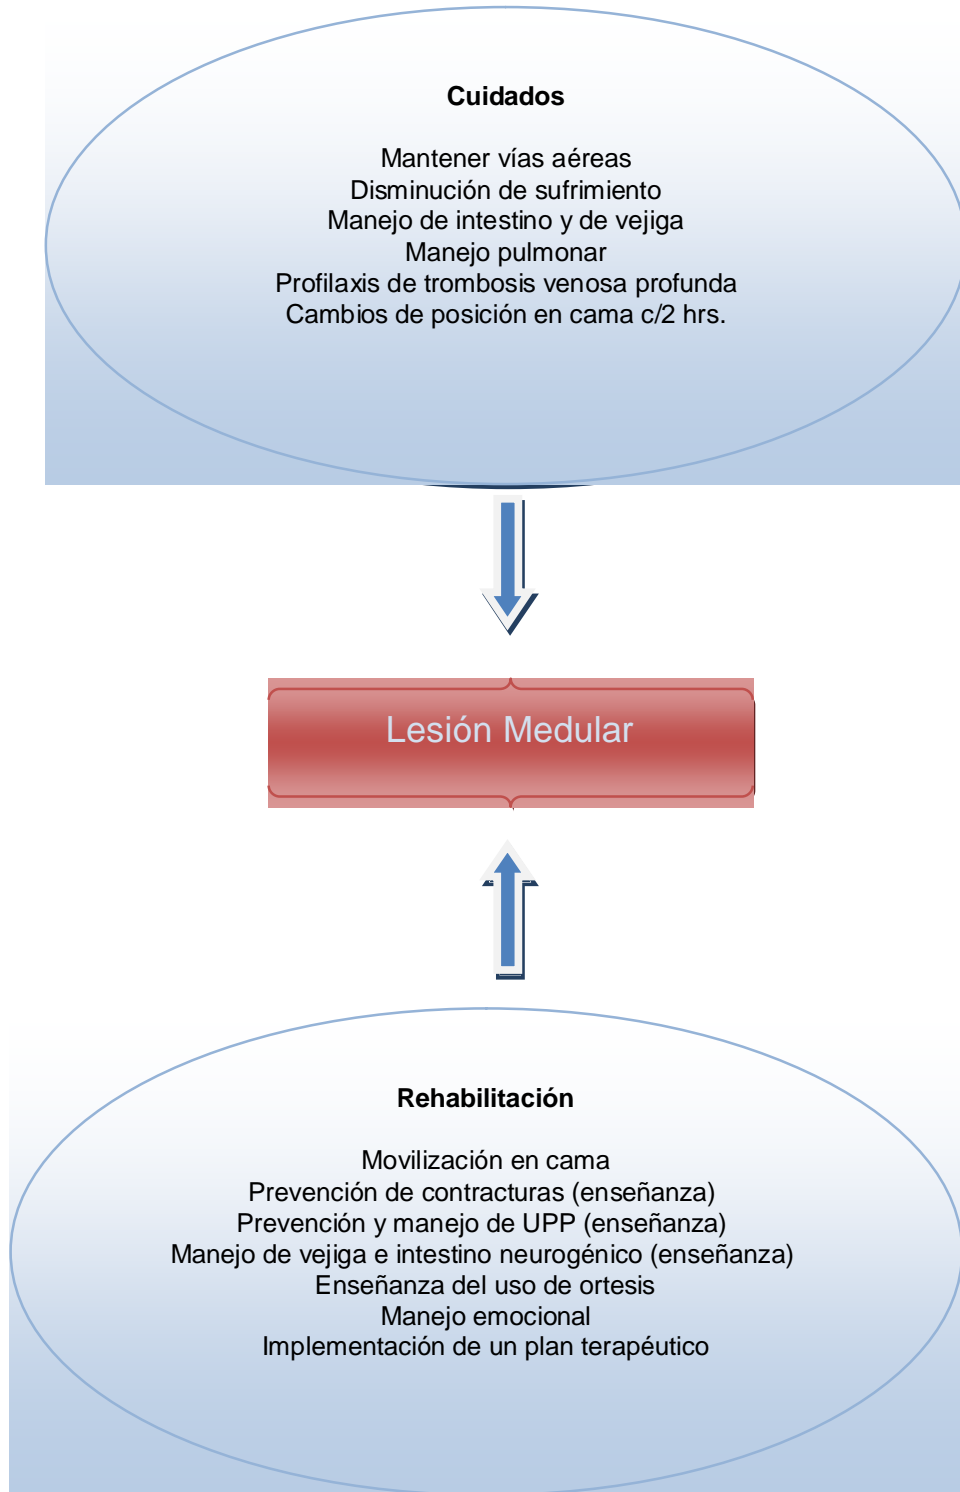 Cuidados
Mantener vías aéreas
Disminución de sufrimiento
Manejo de intestino y de vejiga
Manejo pulmonar
Profilaxis de trombosis venosa profunda
Cambios de posición en cama c/2 hrs.
Lesión Medular
Rehabilitación
Movilización en cama
Prevención de contracturas (enseñanza)
Prevención y manejo de UPP (enseñanza)
Manejo de vejiga e intestino neurogénico (enseñanza)
Enseñanza del uso de ortesis
Manejo emocional
Implementación de un plan terapéutico